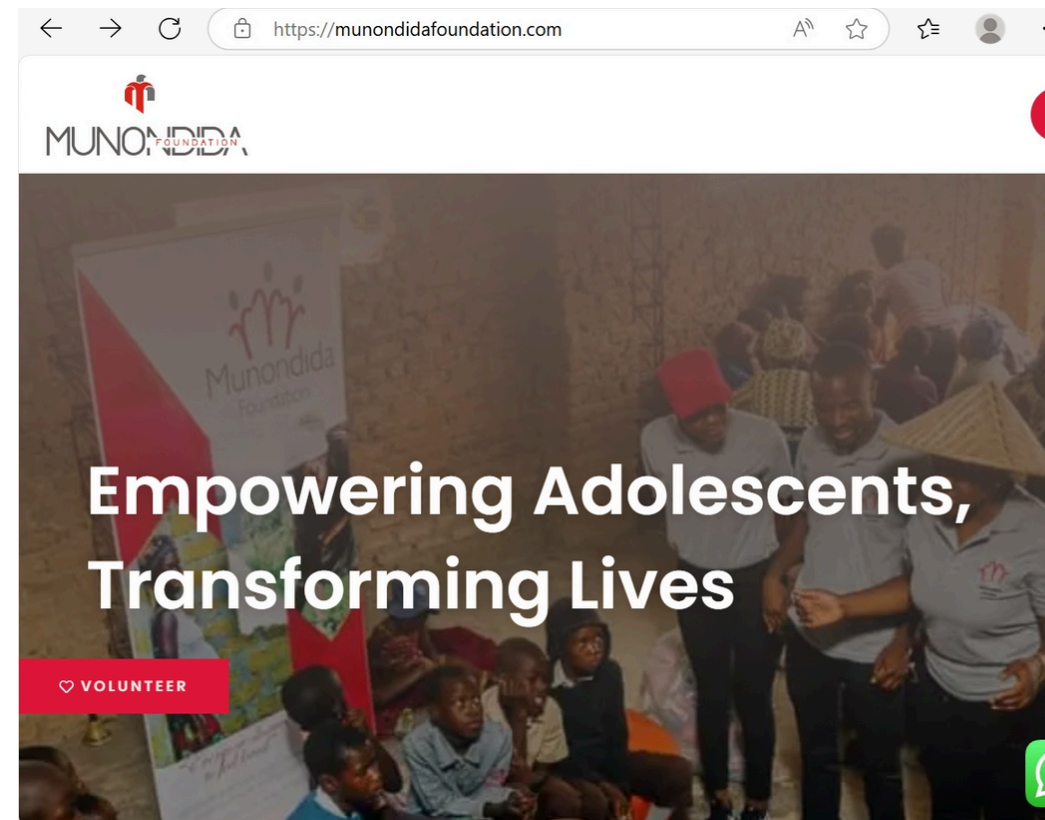 https://munondidafoundation.com
MUNONDIDA
FOUNDATION
Munondida
Foundation
Empowering Adolescents,
Transforming Lives
VOLUNTEER